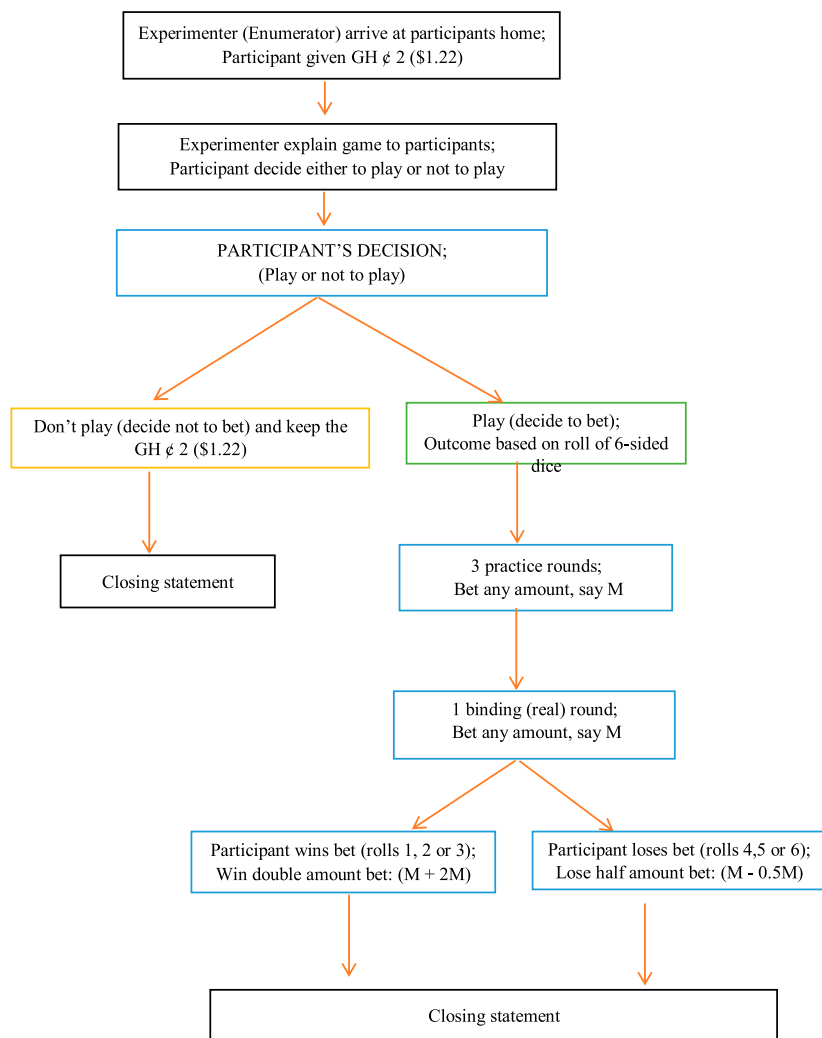 Experimenter (Enumerator) arrive at participants home;
Participant given GH ¢ 2 ($1.22)
Experimenter explain game to participants;
Participant decide either to play or not to play
PARTICIPANT'S DECISION;
(Play or not to play)
Don't play (decide not to bet) and keep the
GH ¢ 2 ($1.22)
Play (decide to bet);
Outcome based on roll of 6-sided
dice
Closing statement
3 practice rounds;
Bet any amount, say M
1 binding (real) round;
Bet any amount, say M
Participant wins bet (rolls 1, 2 or 3);
Win double amount bet: (M + 2M)
Participant loses bet (rolls 4,5 or 6);
Lose half amount bet: (M - 0.5M)
Closing statement